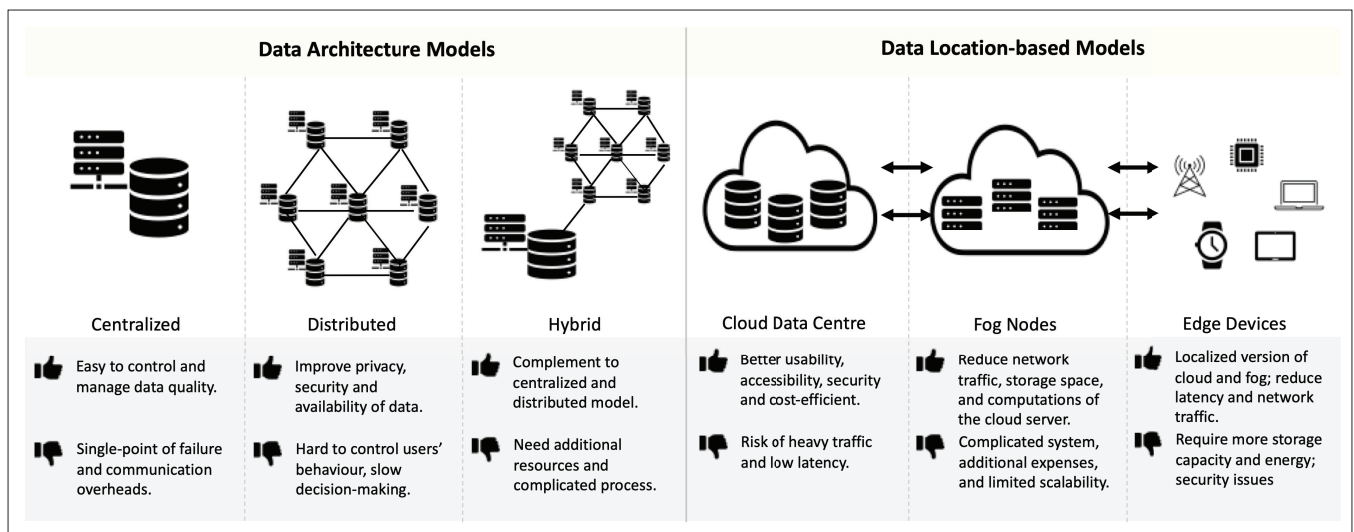 Data Architecture Models
Data Location-based Models
Centralized
Distributed
Hybrid
Cloud Data Centre
Fog Nodes
Edge Devices
Easy to control and
manage data quality.
Single-point of failure
and communication
overheads.
Improve privacy,
security and
availability of data.
Hard to control users'
behaviour, slow
decision-making.
Complement to
centralized and
distributed model.
Need additional
resources and
complicated process.
Better usability,
accessibility, security
and cost-efficient.
Risk of heavy traffic
and low latency.
Reduce network
traffic, storage space,
and computations of
the cloud server.
Complicated system,
additional expenses,
and limited scalability.
Localized version of
cloud and fog; reduce
latency and network
traffic.
Require more storage
capacity and energy;
security issues